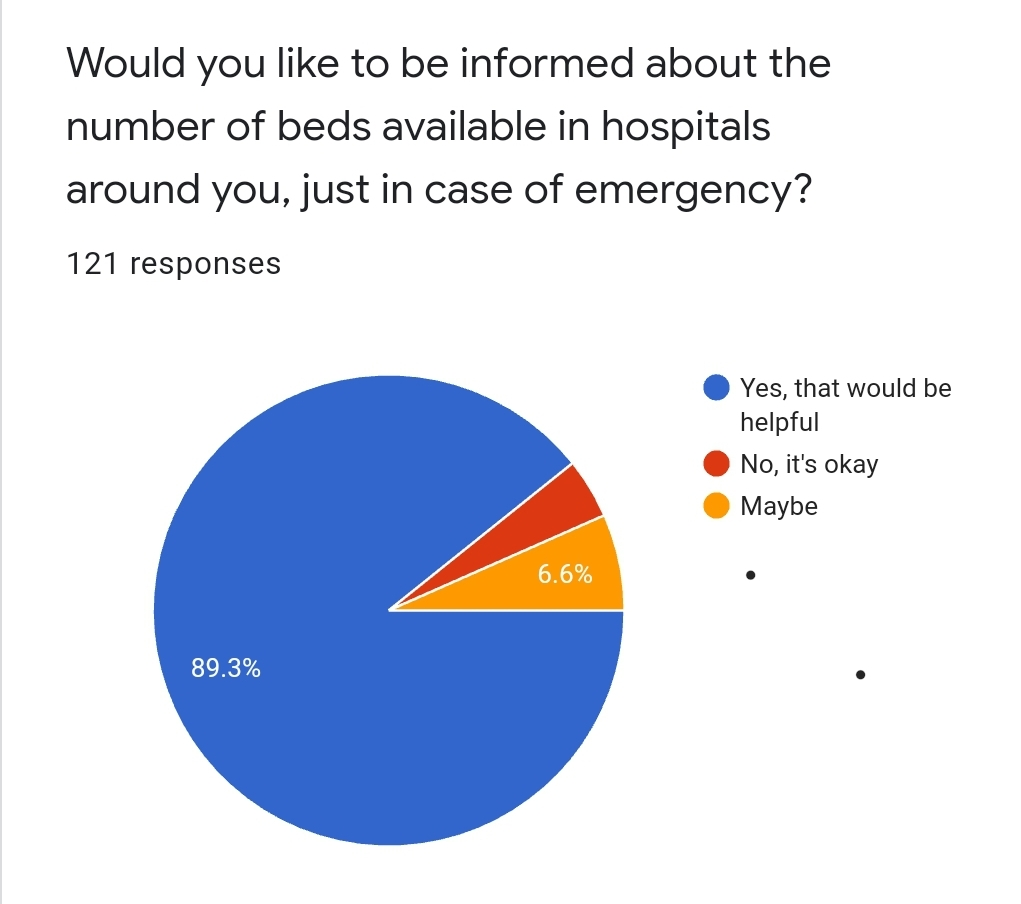 Would you like to be informed about the
number of beds available in hospitals
around you, just in case of emergency?
121 responses
Yes, that would be
helpful
No, it's okay
Maybe
6.6%
89.3%